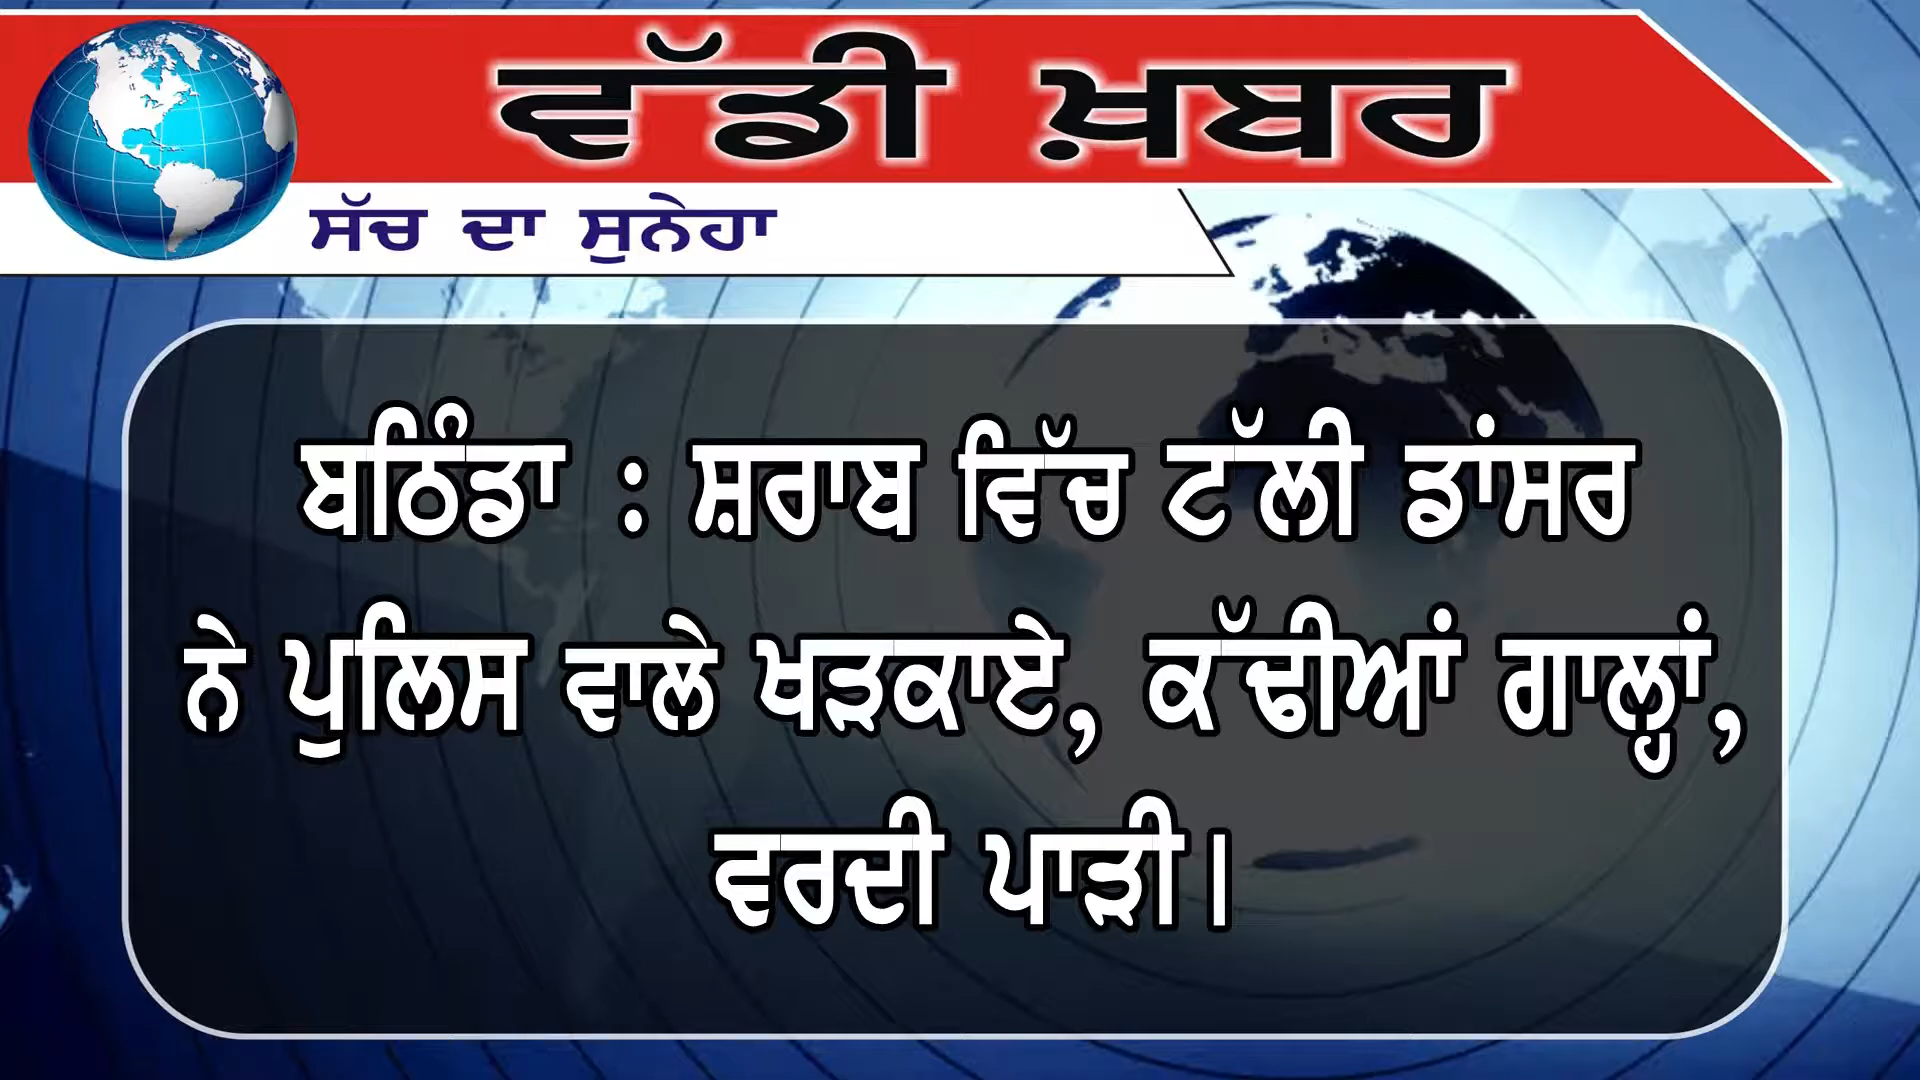 ਵੱਡੀ ਖ਼ਬਰ
ਸੱਚ ਦਾ ਸੁਨੇਹਾ
ਬਠਿੰਡਾ : ਸ਼ਰਾਬ ਵਿੱਚ ਟੱਲੀ ਡਾਂਸਰ
ਨੇ ਪੁਲਿਸ ਵਾਲੇ ਖੜਕਾਏ, ਕੱਢੀਆਂ ਗਾਲ੍ਹਾਂ,
ਵਰਦੀ ਪਾੜੀ।